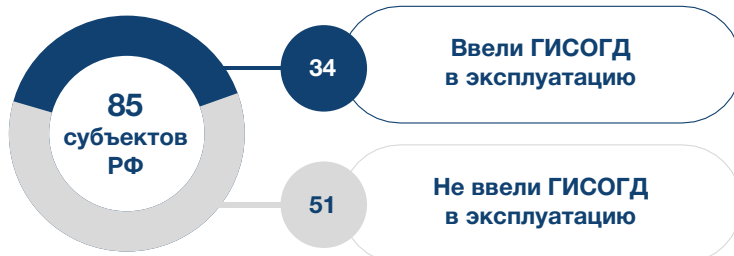 85
субъектов
РФ
34
Ввели ГИСОГД
в эксплуатацию
51
Не ввели ГИСОГД
в эксплуатацию